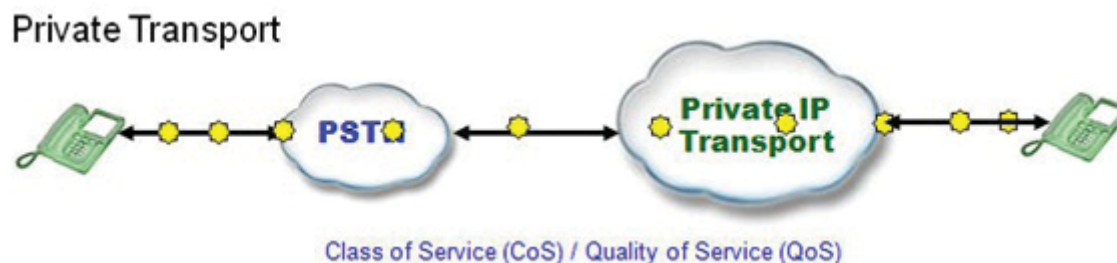 Private Transport
PSTN
Private IP
Transport
Class of Service (CoS) / Quality of Service (QoS)